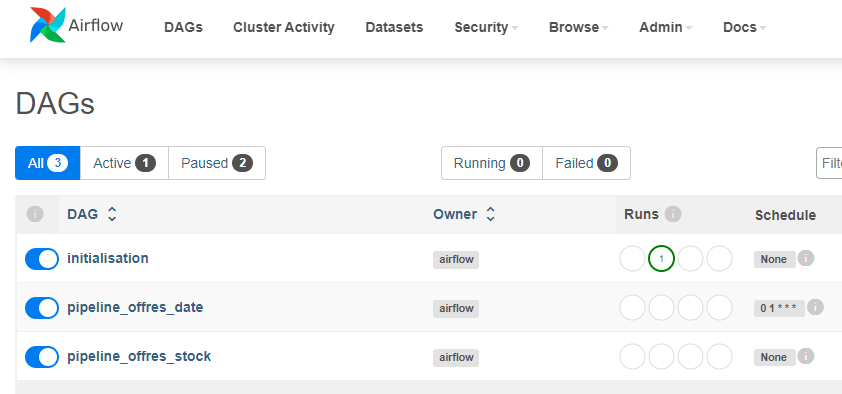 Airflow DAGs Cluster Activity Datasets Security Browse Admin Docs
DAGs
All 3 Active 1 Paused 2 Running 0 Failed 0 Filte
i DAG Owner Runs i Schedule
initialisation airflow 1 None i
pipeline_offres_date airflow 0 1 * * * i
pipeline_offres_stock airflow None i